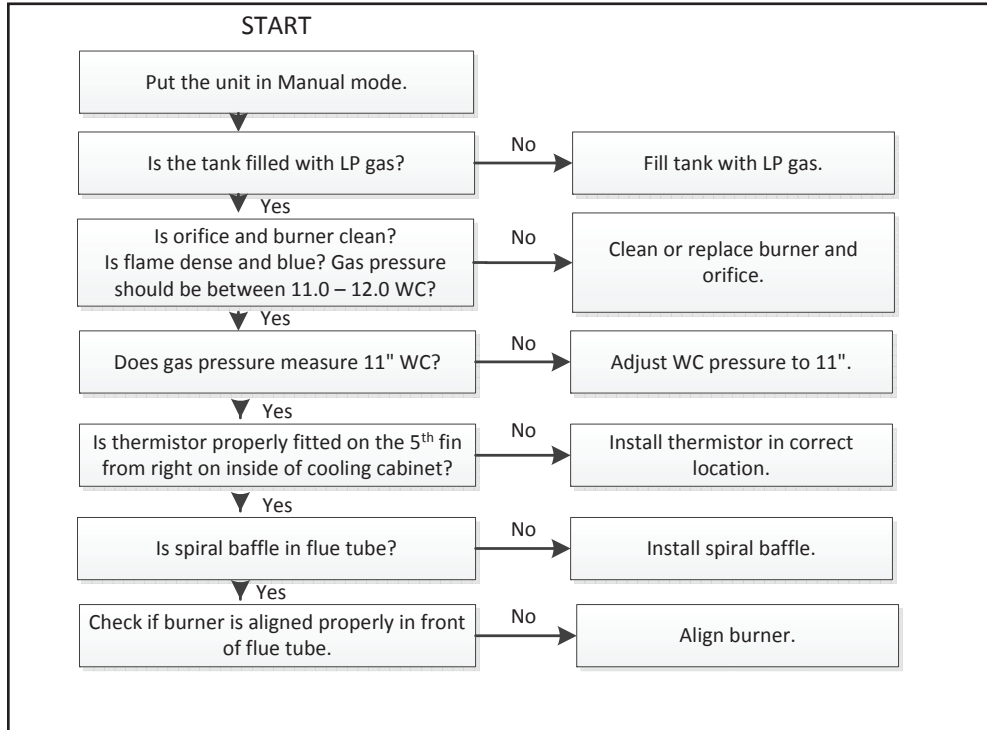 START
Put the unit in Manual mode.
Is the tank filled with LP gas?
No
Fill tank with LP gas.
Yes
Is orifice and burner clean?
Is flame dense and blue? Gas pressure
should be between 11.0 – 12.0 WC?
No
Clean or replace burner and
orifice.
Yes
Does gas pressure measure 11" WC?
No
Adjust WC pressure to 11".
Yes
Is thermistor properly fitted on the 5th fin
from right on inside of cooling cabinet?
No
Install thermistor in correct
location.
Yes
Is spiral baffle in flue tube?
No
Install spiral baffle.
Yes
Check if burner is aligned properly in front
of flue tube.
No
Align burner.